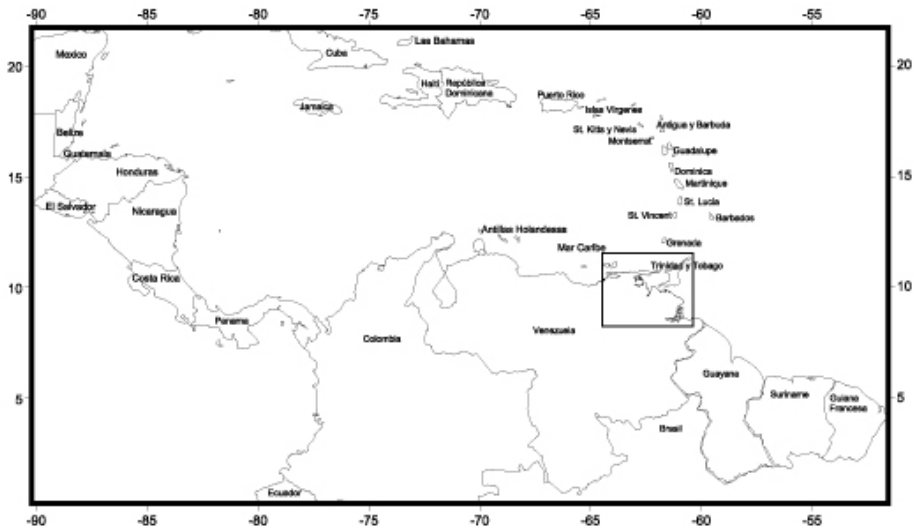 -90 -85 -80 -75 -70 -65 -60 -55
Las Bahamas
Mexico
Cuba
20 20
Haiti República
Dominicana
Puerto Rico
Jamaica
Islas Virgenes
Belize
St. Kitts y Nevis
Antigua y Barbuda
Montserrat
Guatemala
Guadalupe
Honduras
Dominica
15 15
Martinique
El Salvador
St. Lucia
Nicaragua
St. Vincent
Barbados
Antillas Holandesas
Mar Caribe
Grenada
Trinidad y Tobago
Costa Rica
10 10
Panama
Venezuela
Colombia
Guayana
5 5
Suriname
Guiana
Francesa
Brasil
Ecuador
-90 -85 -80 -75 -70 -65 -60 -55